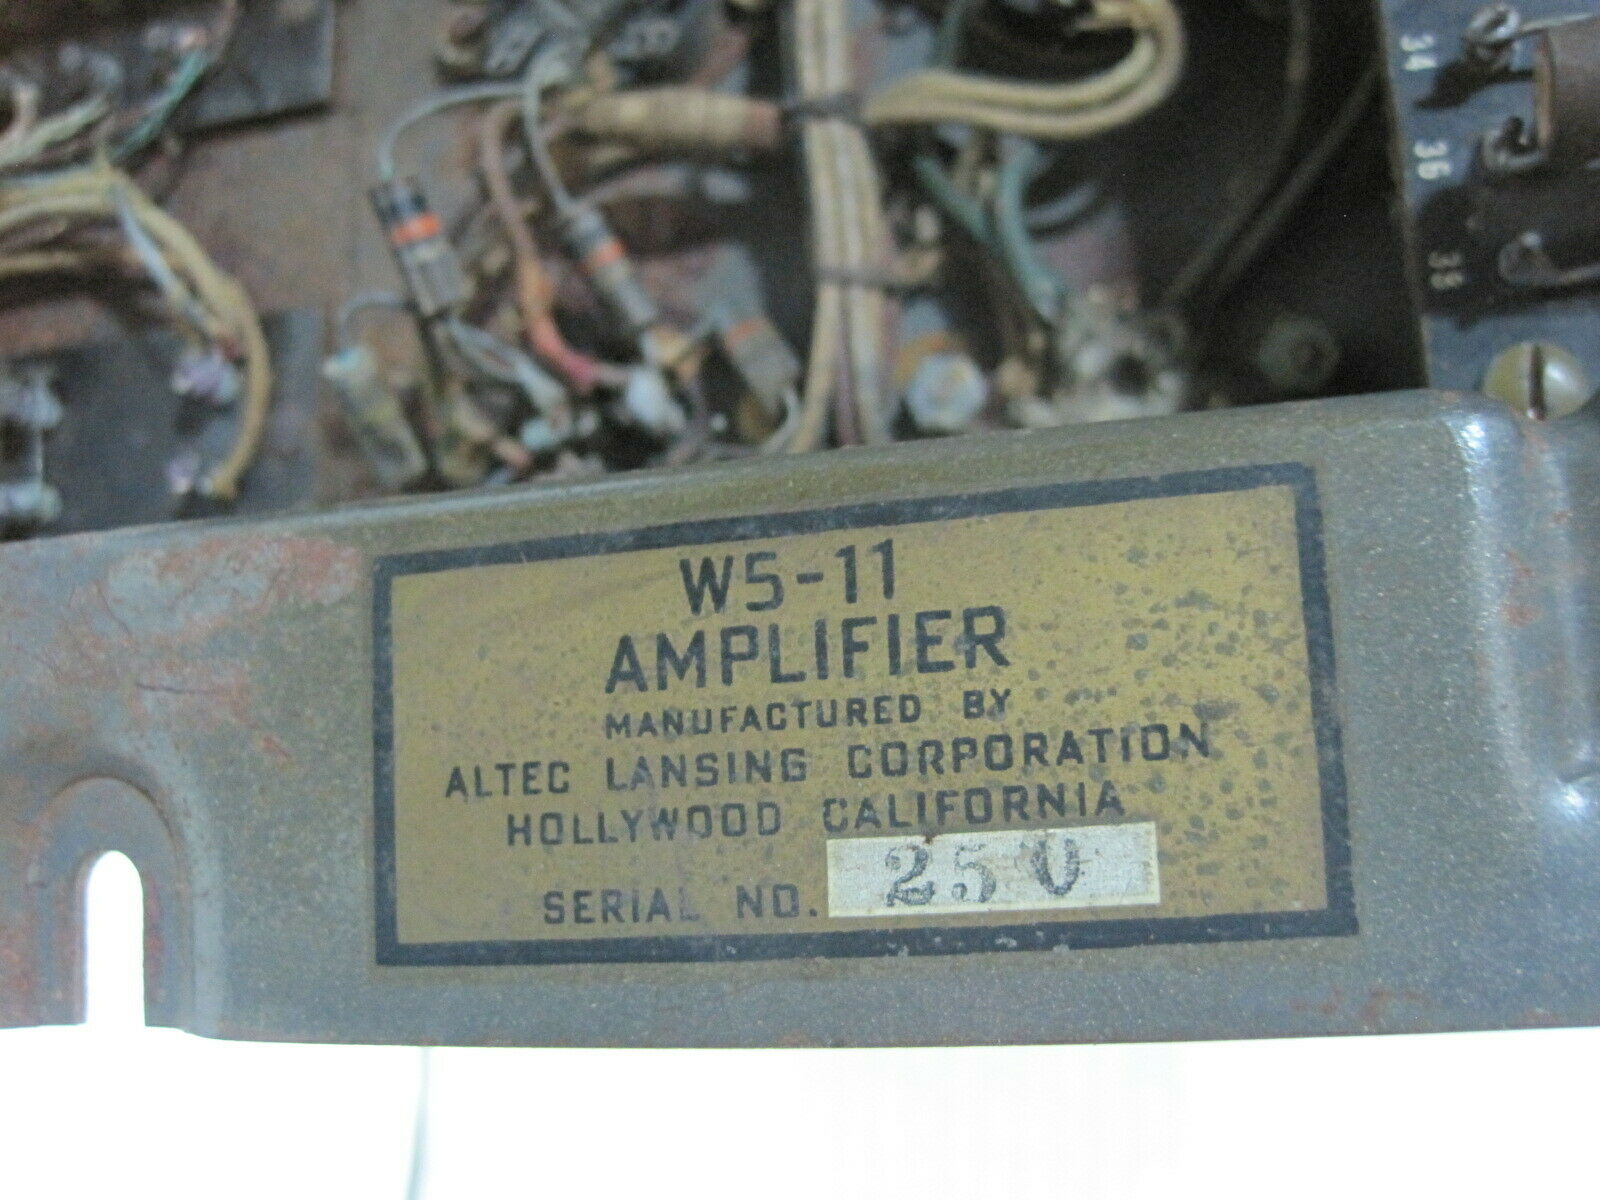 34
36
35
W5-11
AMPLIFIER
MANUFACTURED BY
ALTEC LANSING CORPORATION
HOLLYWOOD CALIFORNIA
SERIAL NO. 250